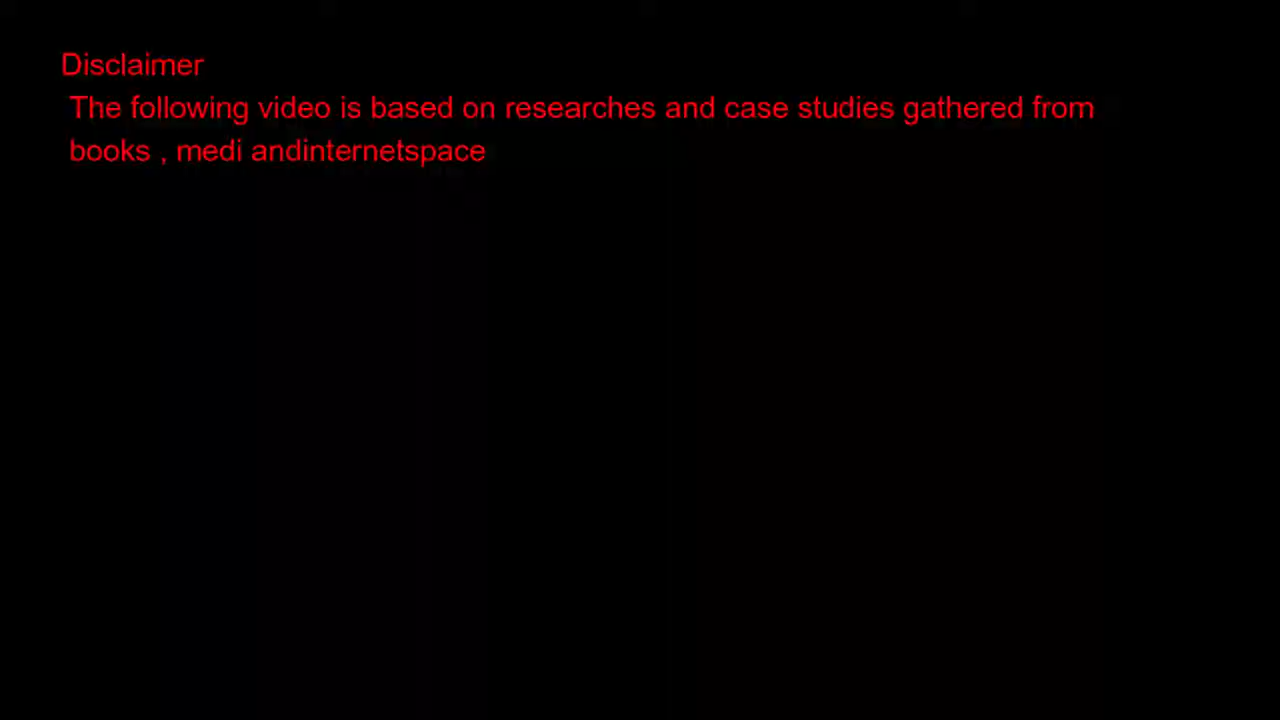 Disclaimer
The following video is based on researches and case studies gathered from
books , medi andinternetspace